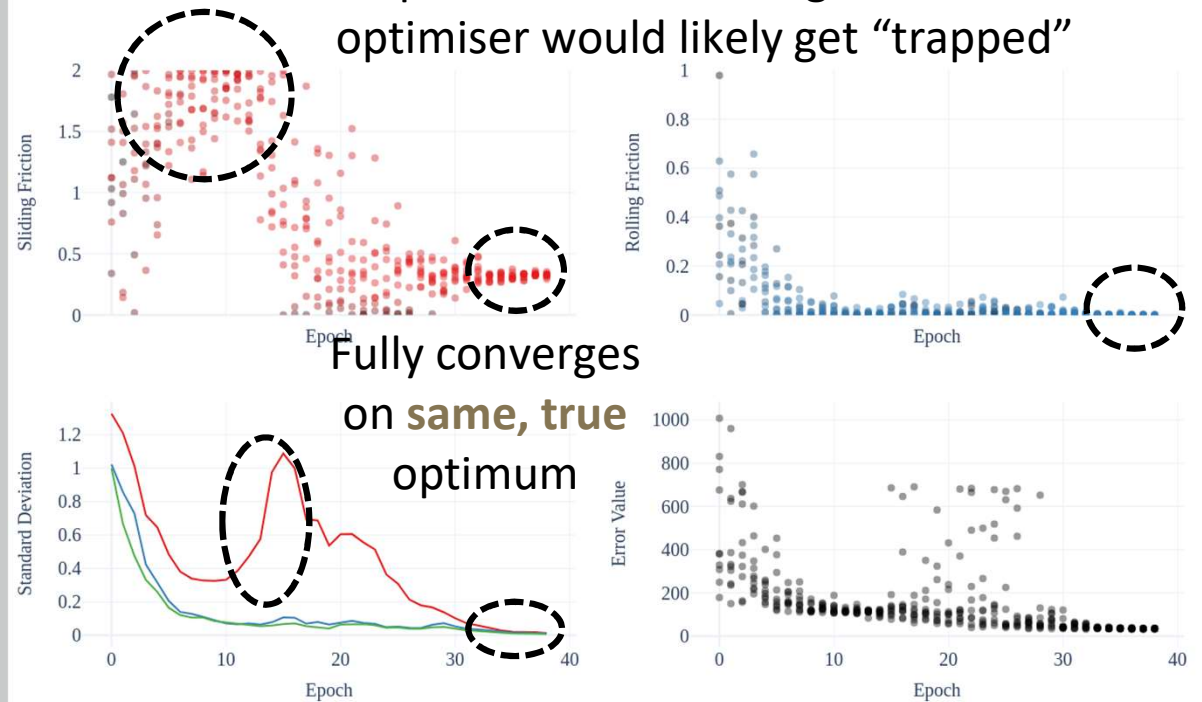 optimiser would likely get “trapped”
2
1.5
1
0.5
0
Sliding Friction
Epoch
1
0.8
0.6
0.4
0.2
0
Rolling Friction
Epoch
Fully converges
on same, true
optimum
1.2
1
0.8
0.6
0.4
0.2
0
Standard Deviation
0
10
20
30
40
Epoch
1000
800
600
400
200
0
Error Value
0
10
20
30
40
Epoch